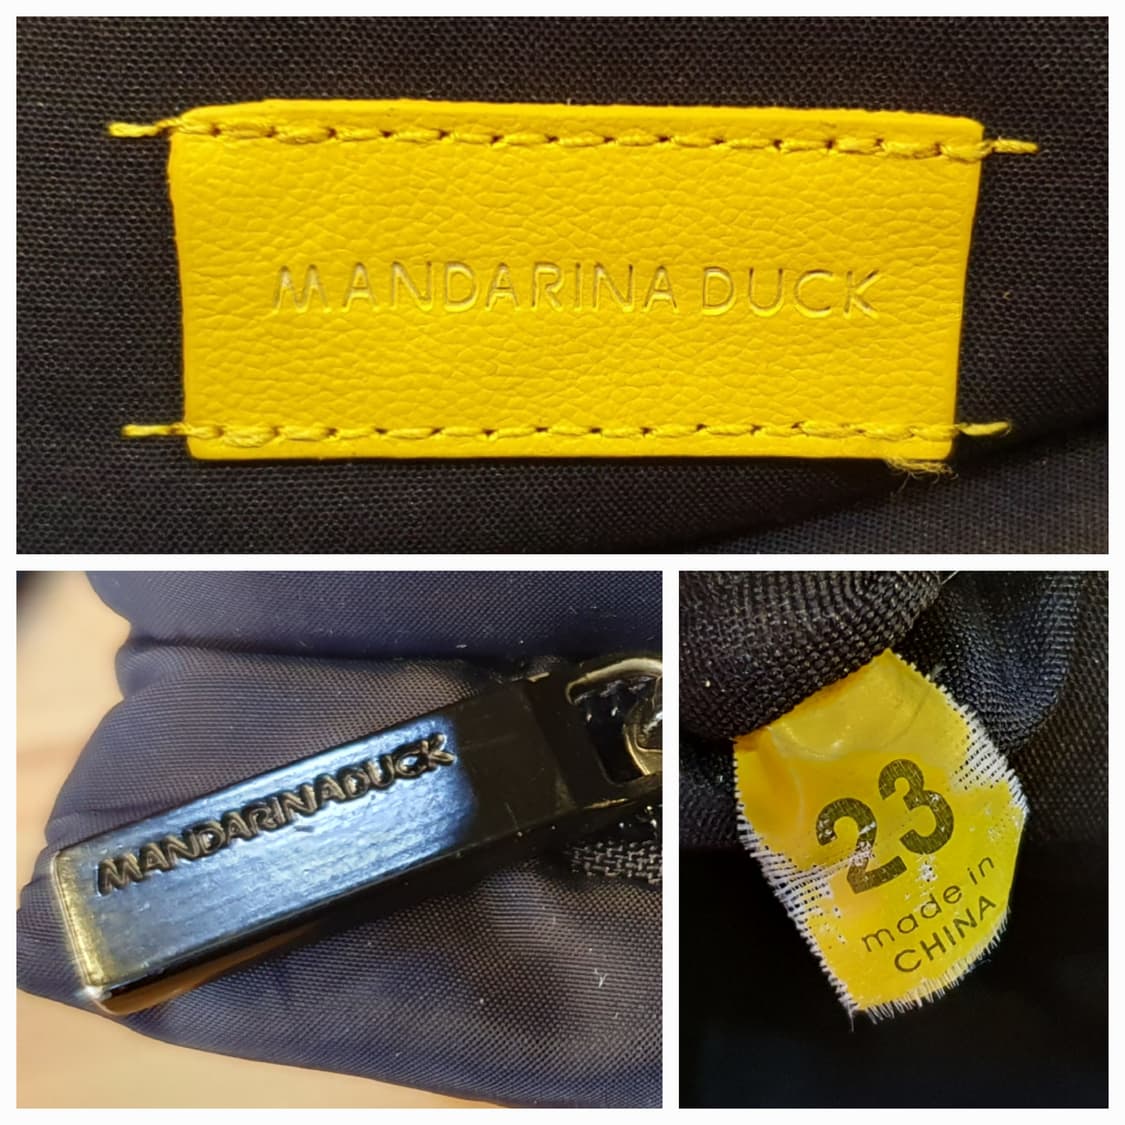 MANDARINA DUCK
MANDARINADUCK
23
made in
CHINA